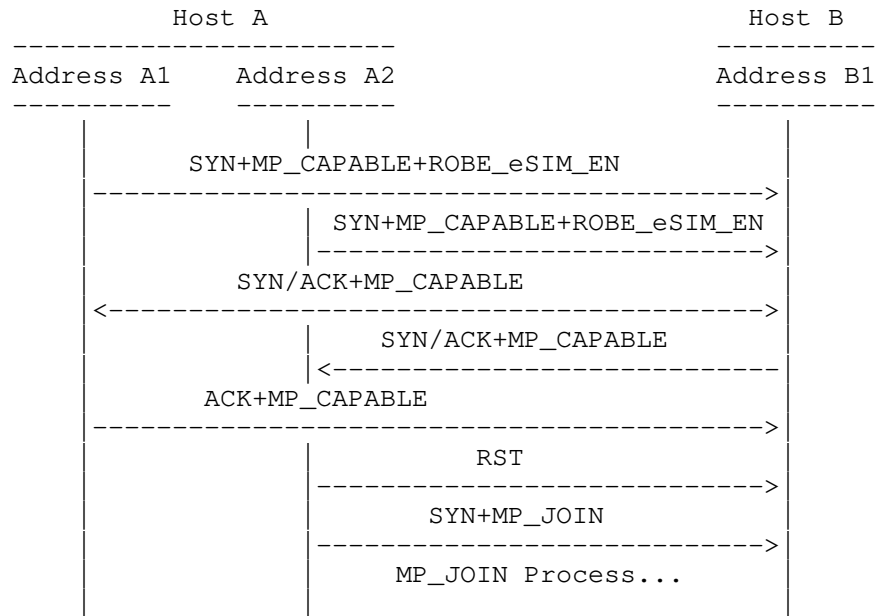 Host A Host B
Address A1 Address A2 Address B1
SYN+MP_CAPABLE+ROBE_eSIM_EN
SYN+MP_CAPABLE+ROBE_eSIM_EN
SYN/ACK+MP_CAPABLE
SYN/ACK+MP_CAPABLE
ACK+MP_CAPABLE
RST
SYN+MP_JOIN
MP_JOIN Process...